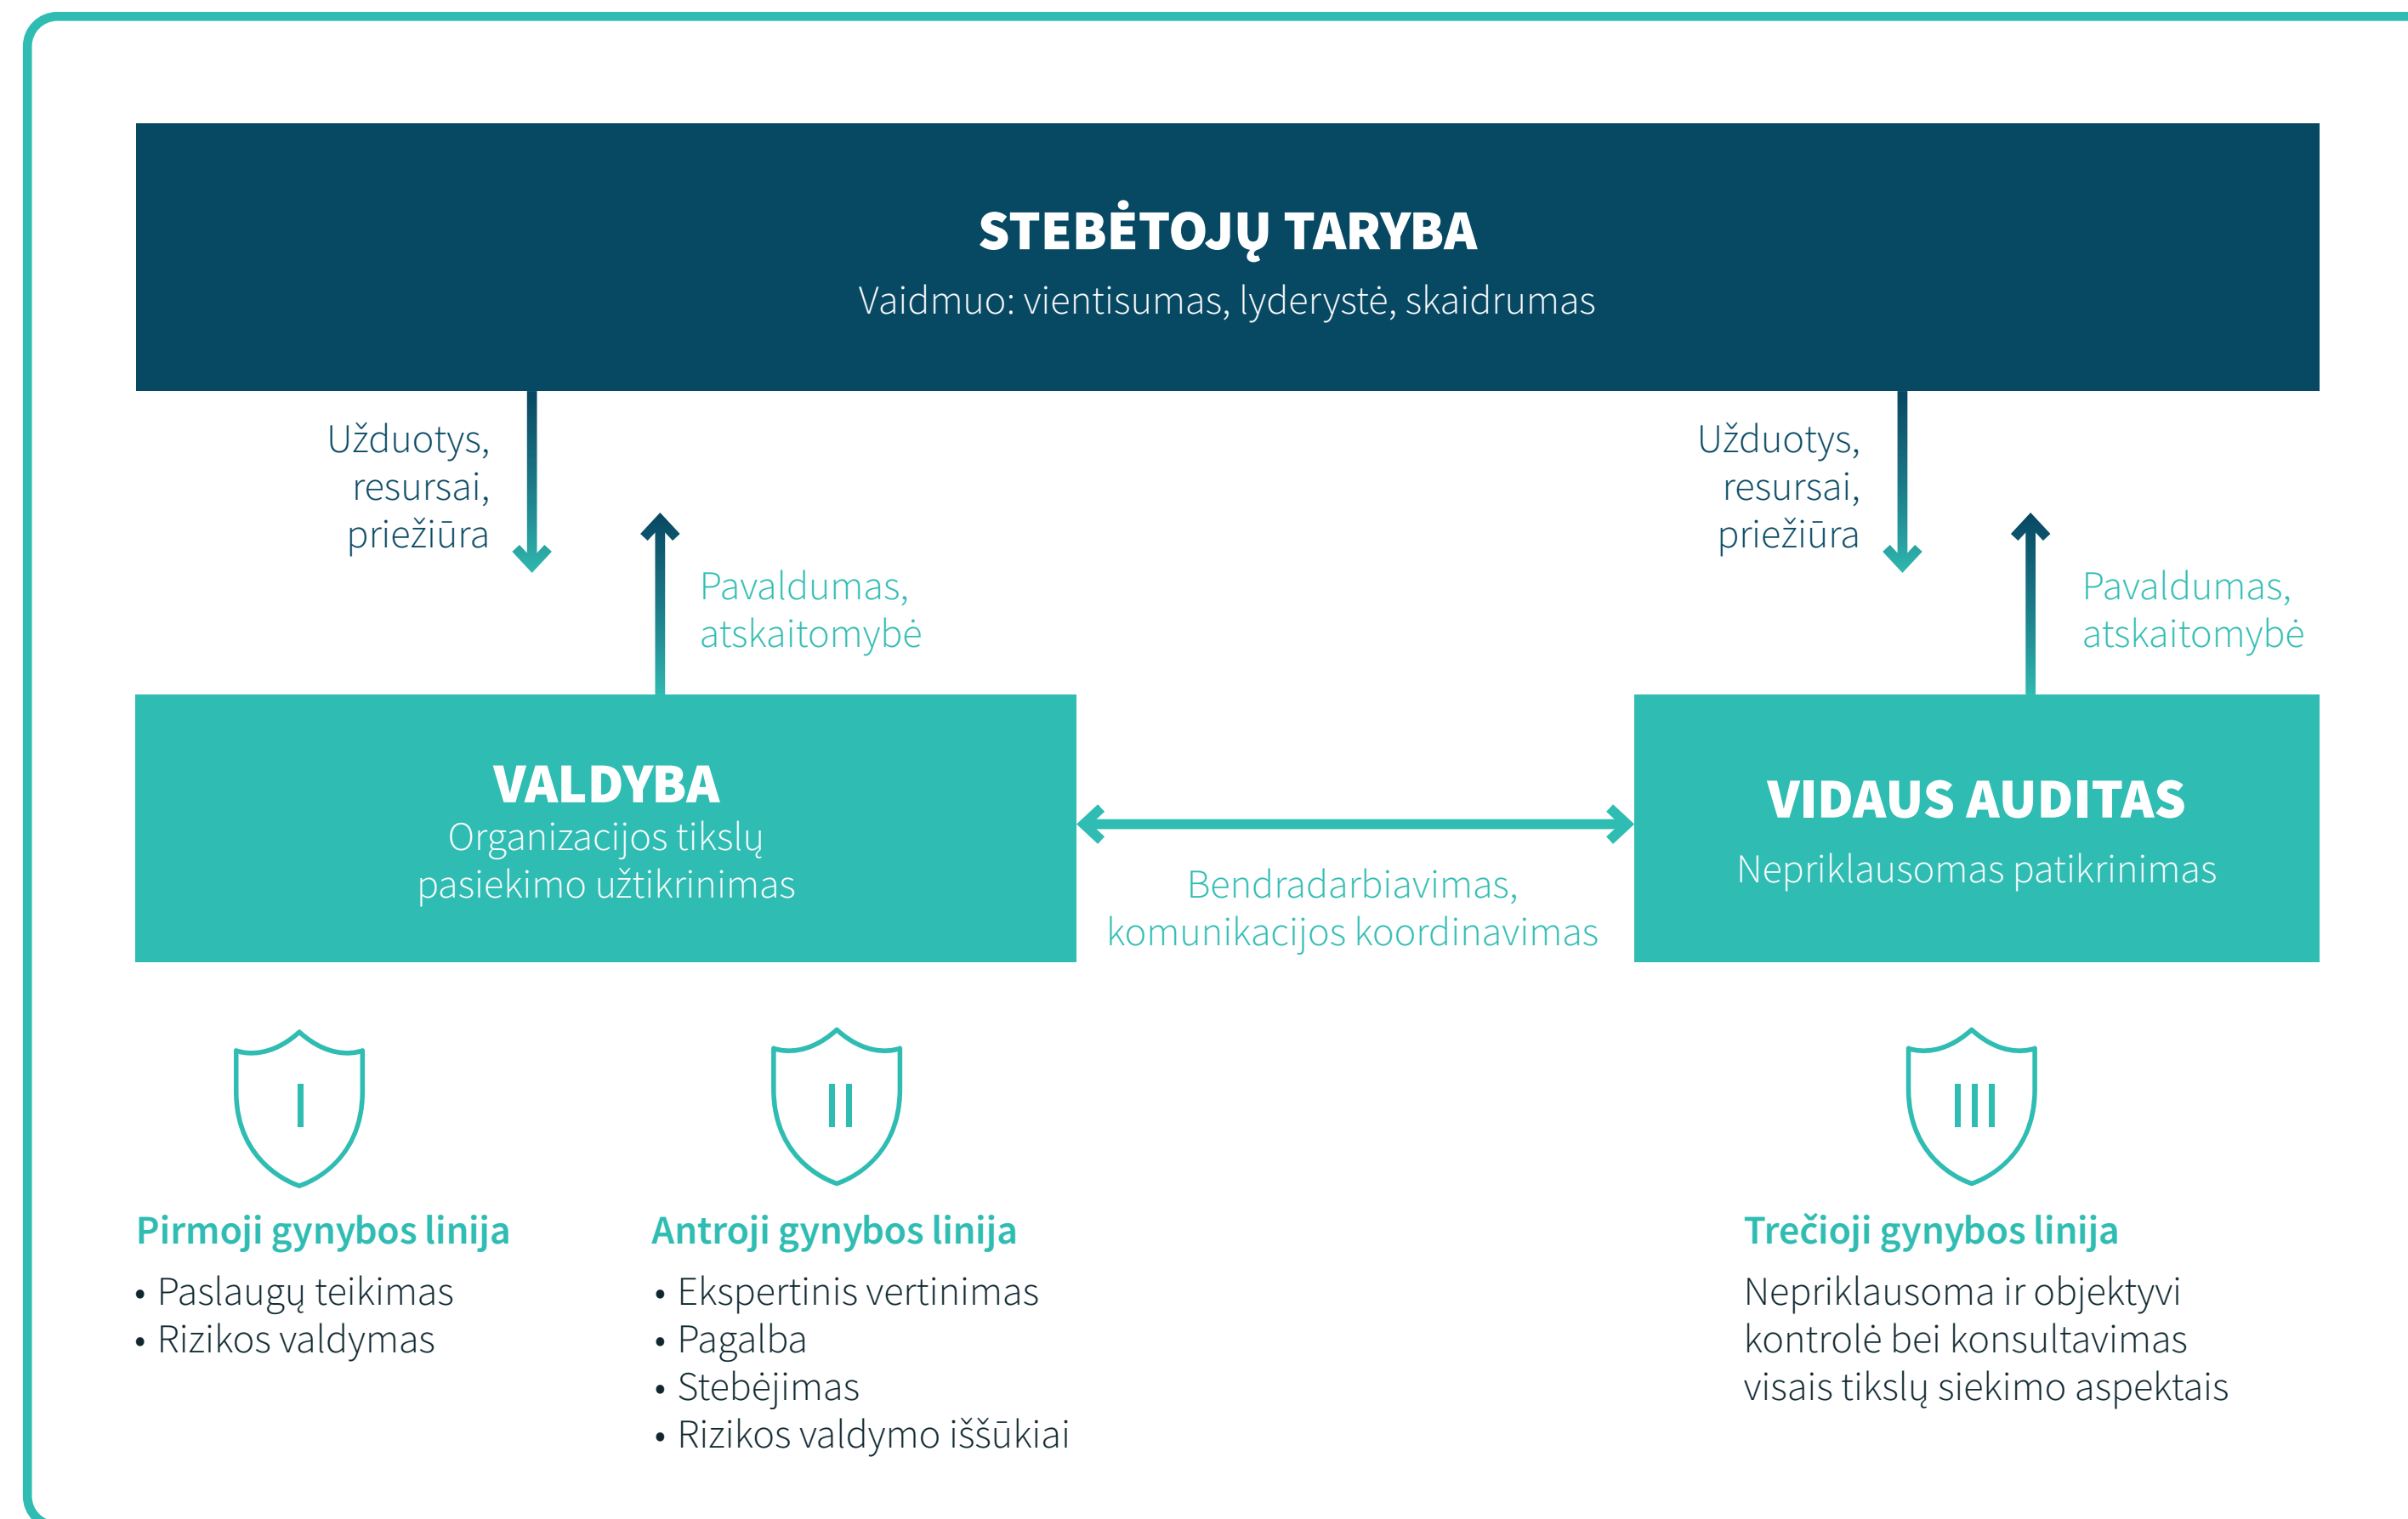 STEBĖTOJŲ TARYBA
Vaidmuo: vientisumas, lyderystė, skaidrumas
Užduotys,
resursai,
priežiūra
Pavaldumas,
atskaitomybė
Užduotys,
resursai,
priežiūra
Pavaldumas,
atskaitomybė
VALDYBA
Organizacijos tikslų
pasiekimo užtikrinimas
Bendradarbiavimas,
komunikacijos koordinavimas
VIDAUS AUDITAS
Nepriklausomas patikrinimas
I
Pirmoji gynybos linija
• Paslaugų teikimas
• Rizikos valdymas
II
Antroji gynybos linija
• Ekspertinis vertinimas
• Pagalba
• Stebėjimas
• Rizikos valdymo iššūkiai
III
Trečioji gynybos linija
Nepriklausoma ir objektyvi
kontrolė bei konsultavimas
visais tikslų siekimo aspektais